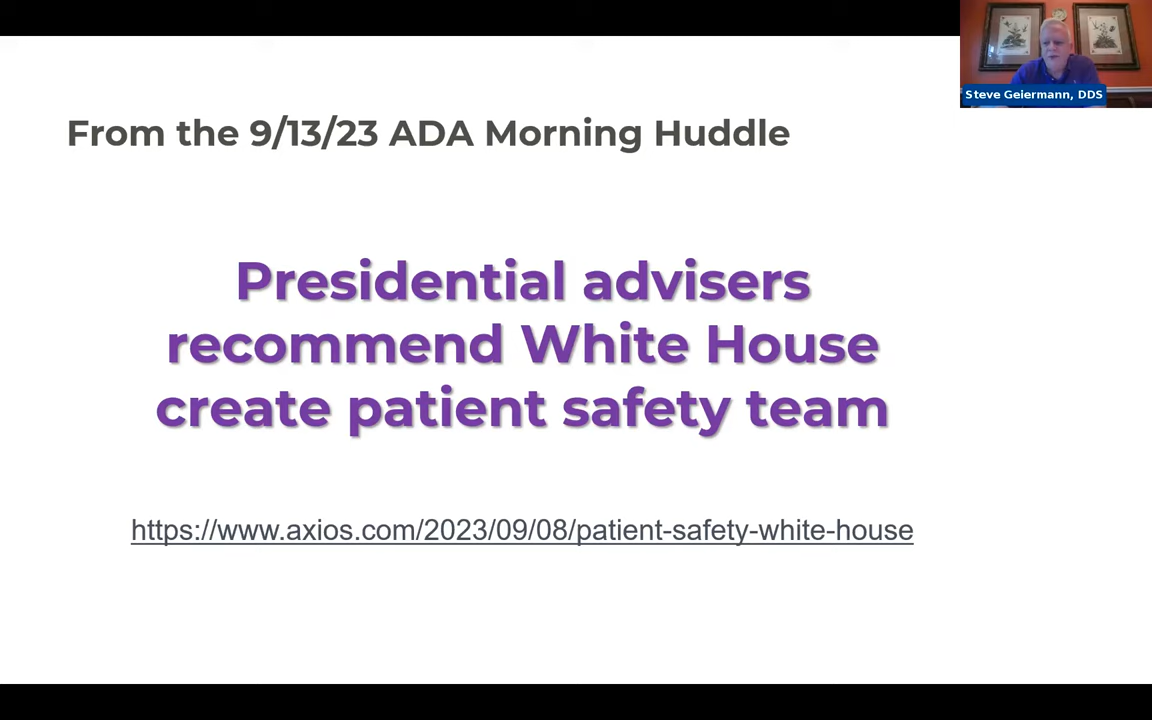 Steve Geiermann, DDS
From the 9/13/23 ADA Morning Huddle
Presidential advisers
recommend White House
create patient safety team
https://www.axios.com/2023/09/08/patient-safety-white-house